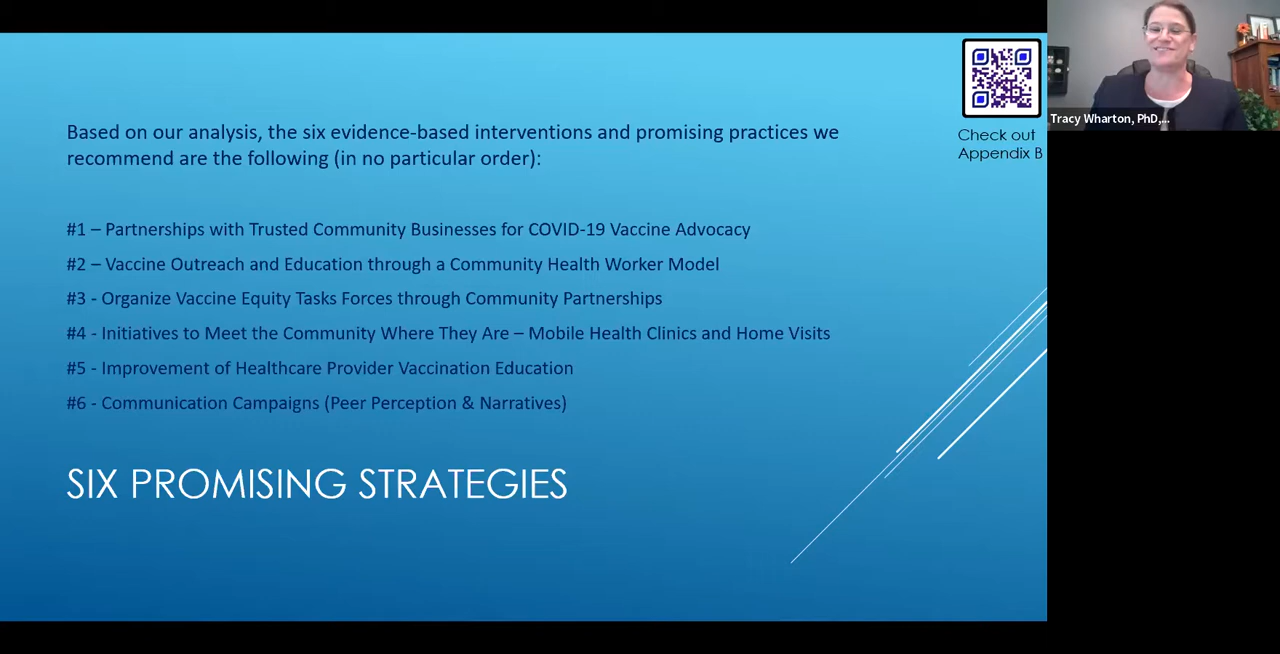 Based on our analysis, the six evidence-based interventions and promising practices we
recommend are the following (in no particular order):
#1 – Partnerships with Trusted Community Businesses for COVID-19 Vaccine Advocacy
#2 – Vaccine Outreach and Education through a Community Health Worker Model
#3 - Organize Vaccine Equity Tasks Forces through Community Partnerships
#4 - Initiatives to Meet the Community Where They Are – Mobile Health Clinics and Home Visits
#5 - Improvement of Healthcare Provider Vaccination Education
#6 - Communication Campaigns (Peer Perception & Narratives)
SIX PROMISING STRATEGIES
Check out
Appendix B
Tracy Wharton, PhD,...